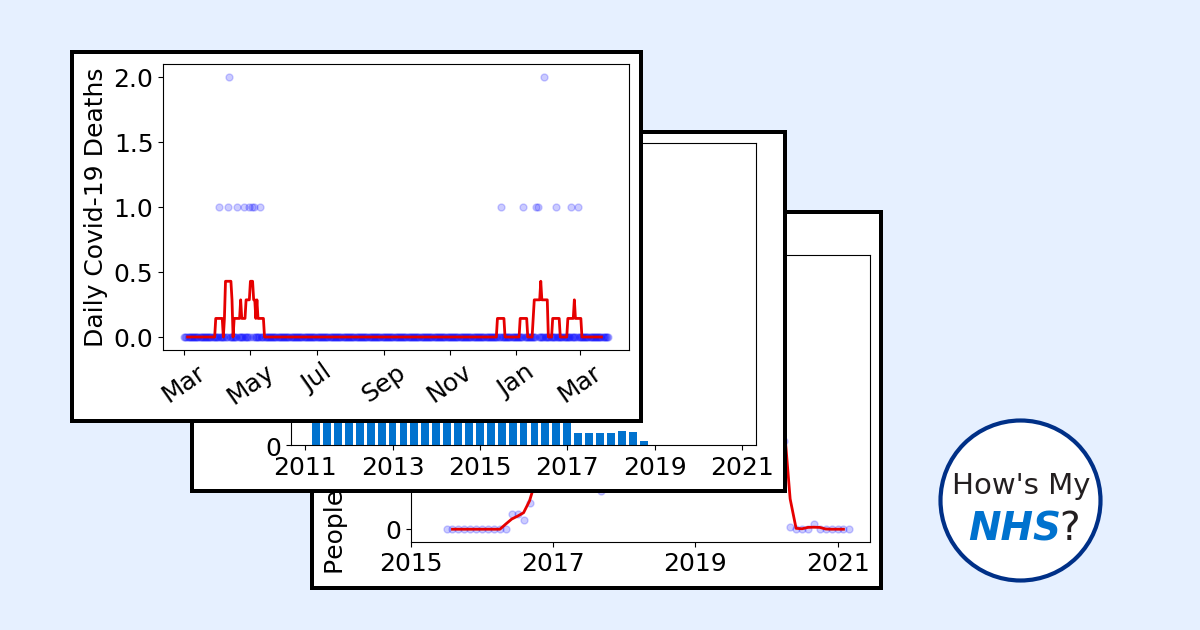 Daily Covid-19 Deaths
2.0
1.5
1.0
0.5
0.0
Mar May Jul Sep Nov Jan Mar
0
2011 2013 2015 2017 2019 2021
People
0
2015 2017 2019 2021
How's My
NHS?